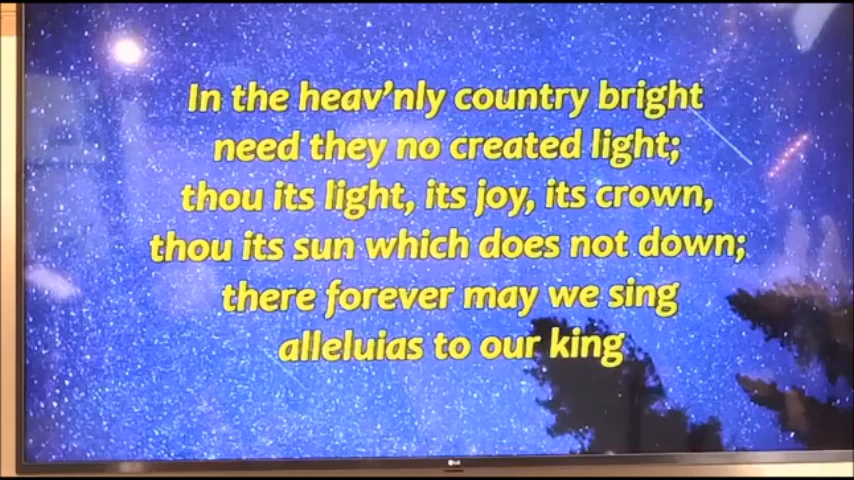 In the heav'nly country bright
need they no created light;
thou its light, its joy, its crown,
thou its sun which does not down;
there forever may we sing
alleluias to our king
LG